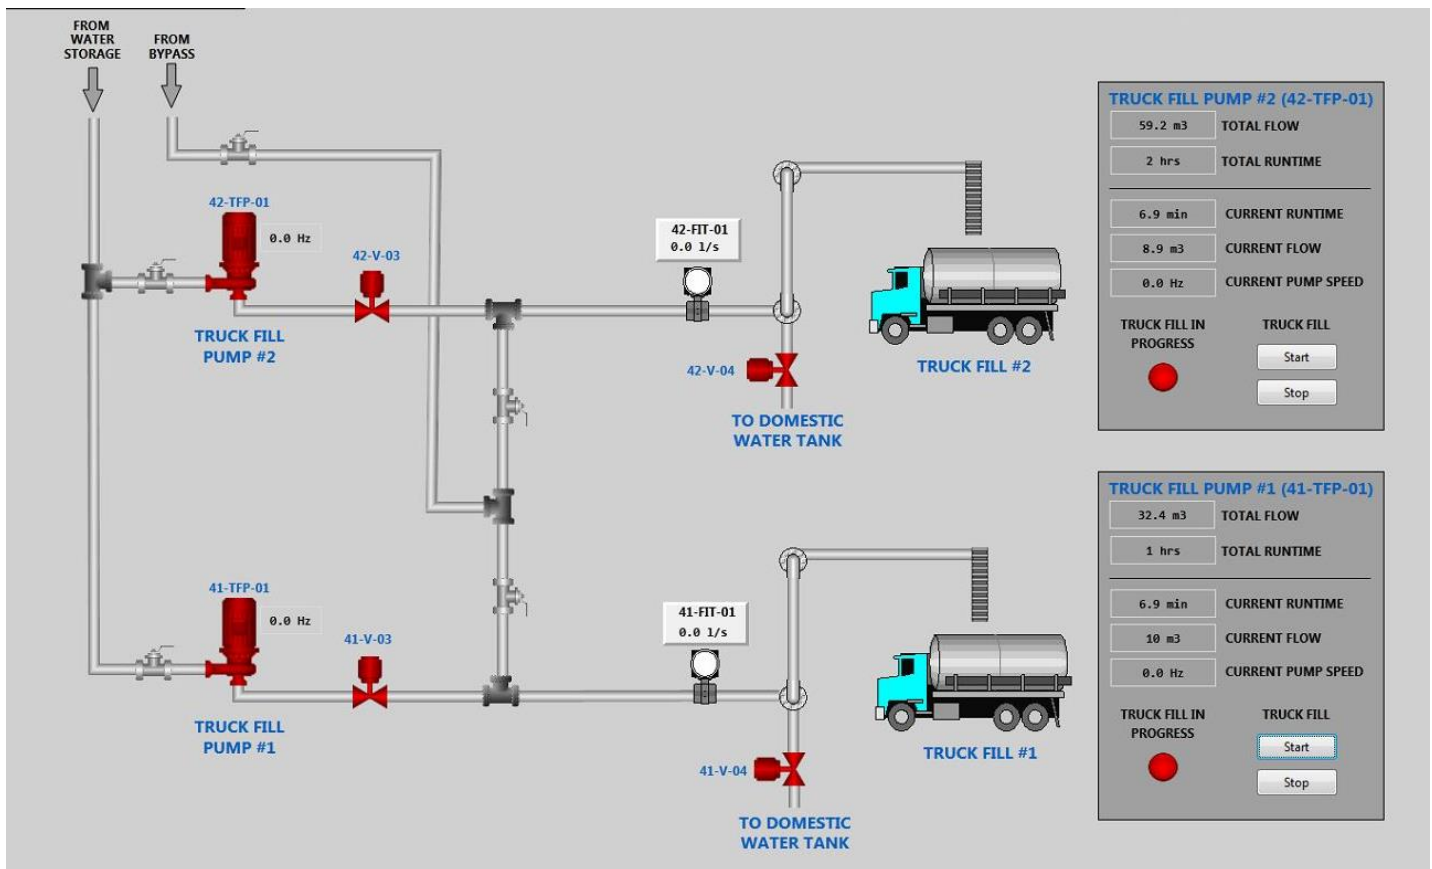 FROM
WATER
STORAGE
FROM
BYPASS
42-TFP-01
0.0 Hz
42-V-03
TRUCK FILL
PUMP #2
42-FIT-01
0.0 l/s
42-V-04
TO DOMESTIC
WATER TANK
TRUCK FILL #2
41-TFP-01
0.0 Hz
41-V-03
TRUCK FILL
PUMP #1
41-FIT-01
0.0 l/s
41-V-04
TO DOMESTIC
WATER TANK
TRUCK FILL #1
TRUCK FILL PUMP #2 (42-TFP-01)
59.2 m3 TOTAL FLOW
2 hrs TOTAL RUNTIME
6.9 min CURRENT RUNTIME
8.9 m3 CURRENT FLOW
0.0 Hz CURRENT PUMP SPEED
TRUCK FILL IN
PROGRESS
TRUCK FILL
Start
Stop
TRUCK FILL PUMP #1 (41-TFP-01)
32.4 m3 TOTAL FLOW
1 hrs TOTAL RUNTIME
6.9 min CURRENT RUNTIME
10 m3 CURRENT FLOW
0.0 Hz CURRENT PUMP SPEED
TRUCK FILL IN
PROGRESS
TRUCK FILL
Start
Stop